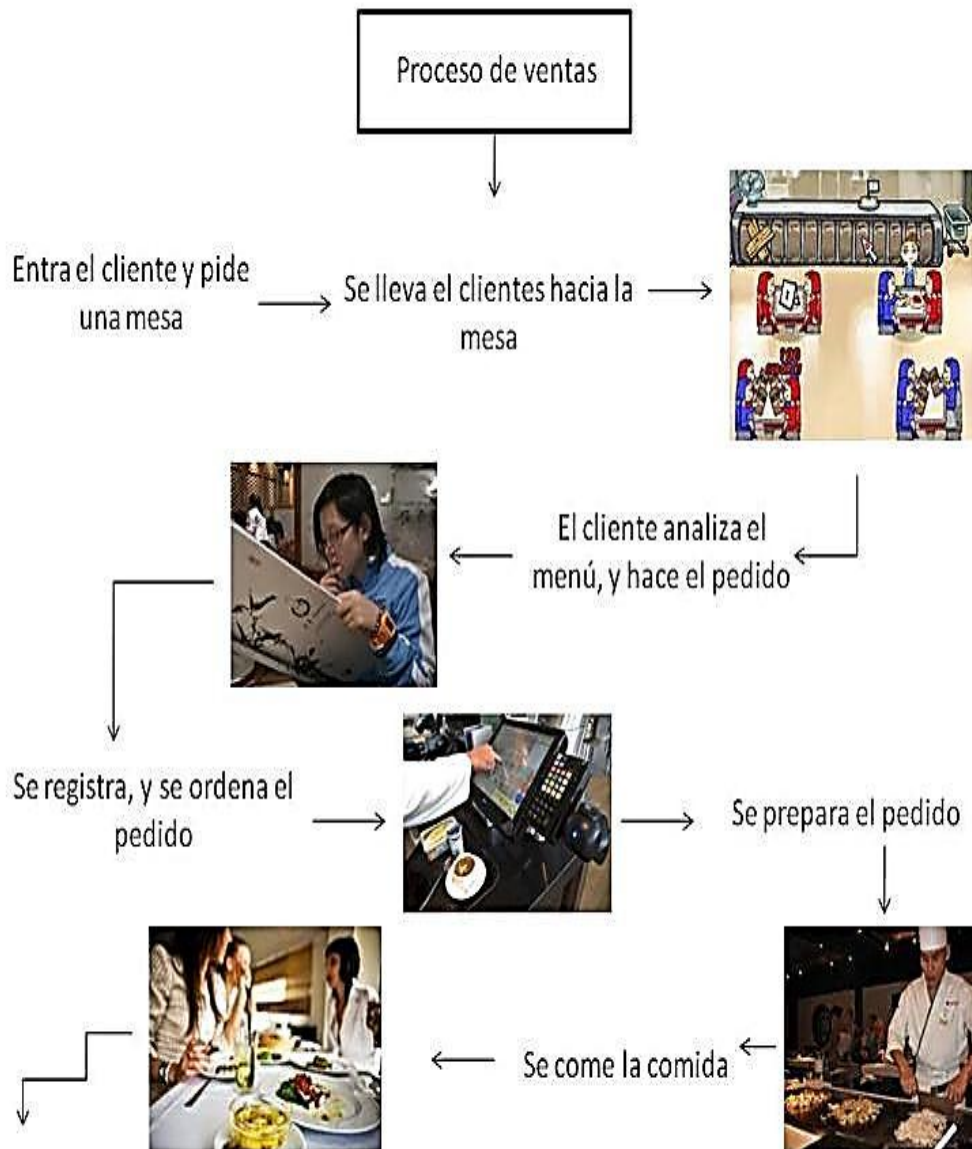 Proceso de ventas
Entra el cliente y pide
una mesa
Se lleva el clientes hacia la
mesa
El cliente analiza el
menú, y hace el pedido
Se registra, y se ordena el
pedido
Se prepara el pedido
Se come la comida